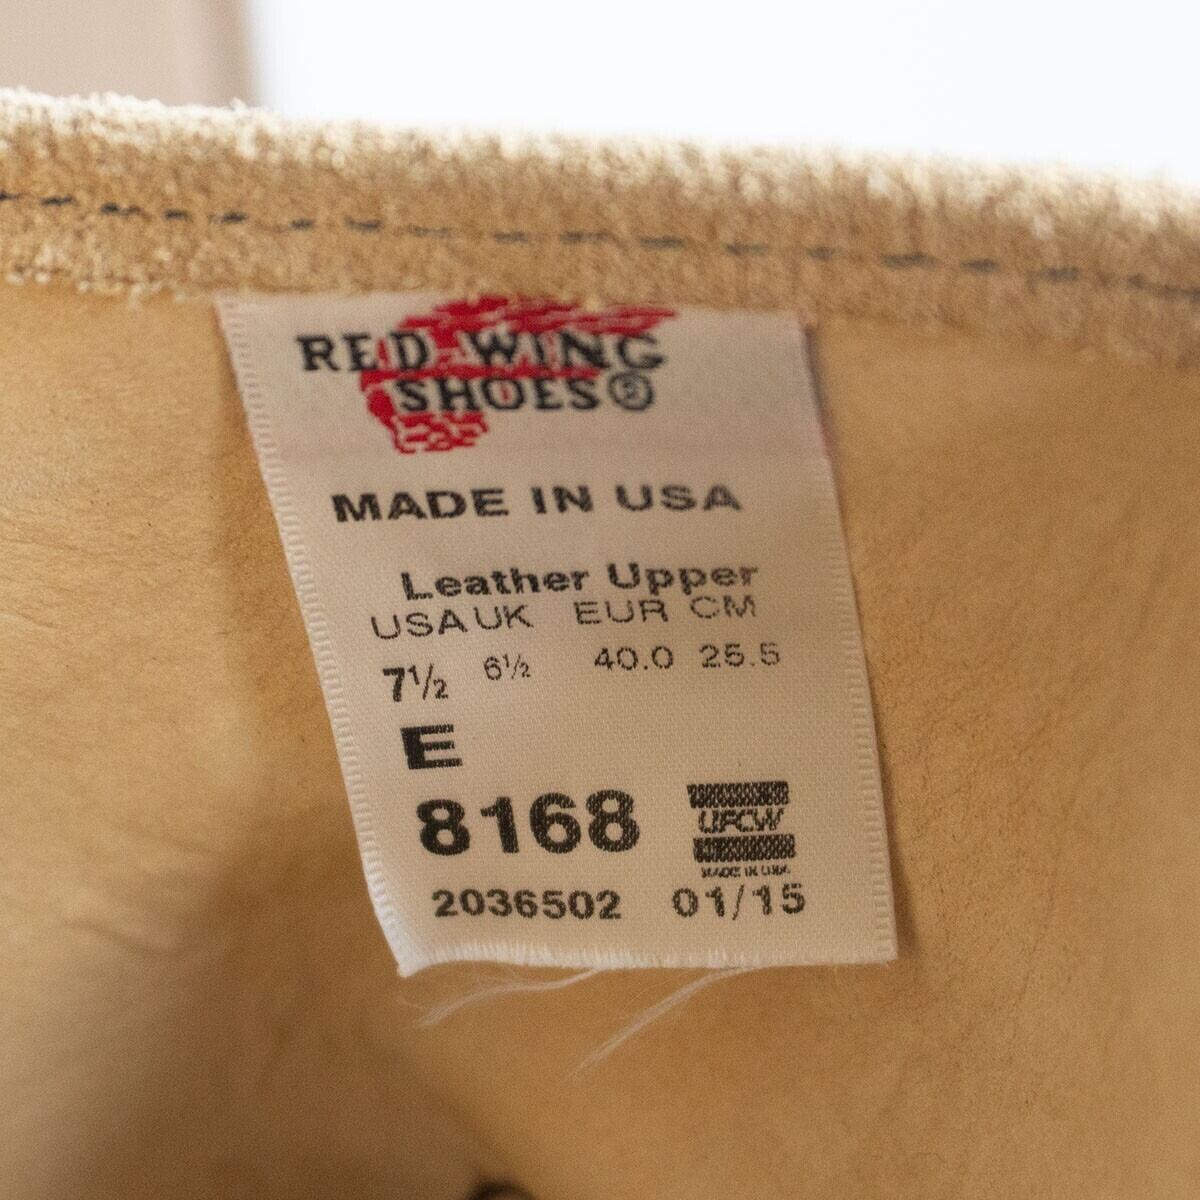 RED WING
SHOES®
MADE IN USA
Leather Upper
USA UK EUR CM
7½ 6½ 40.0 25.5
E
8168
UFCW
MADE IN USA
2036502 01/15